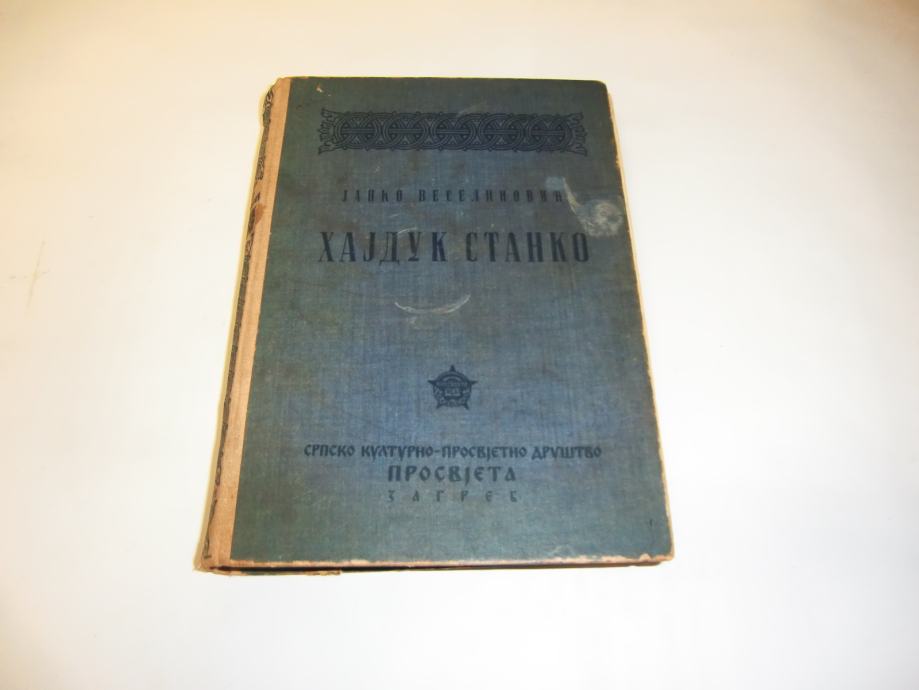 ЈАНКО ВЕСЕЛИНОВИЋ
ХАЈДУК СТАНКО
СРПСКО КУЛТУРНО-ПРОСВЈЕТНО ДРУШТВО
ПРОСВЈЕТА
ЗАГРЕБ